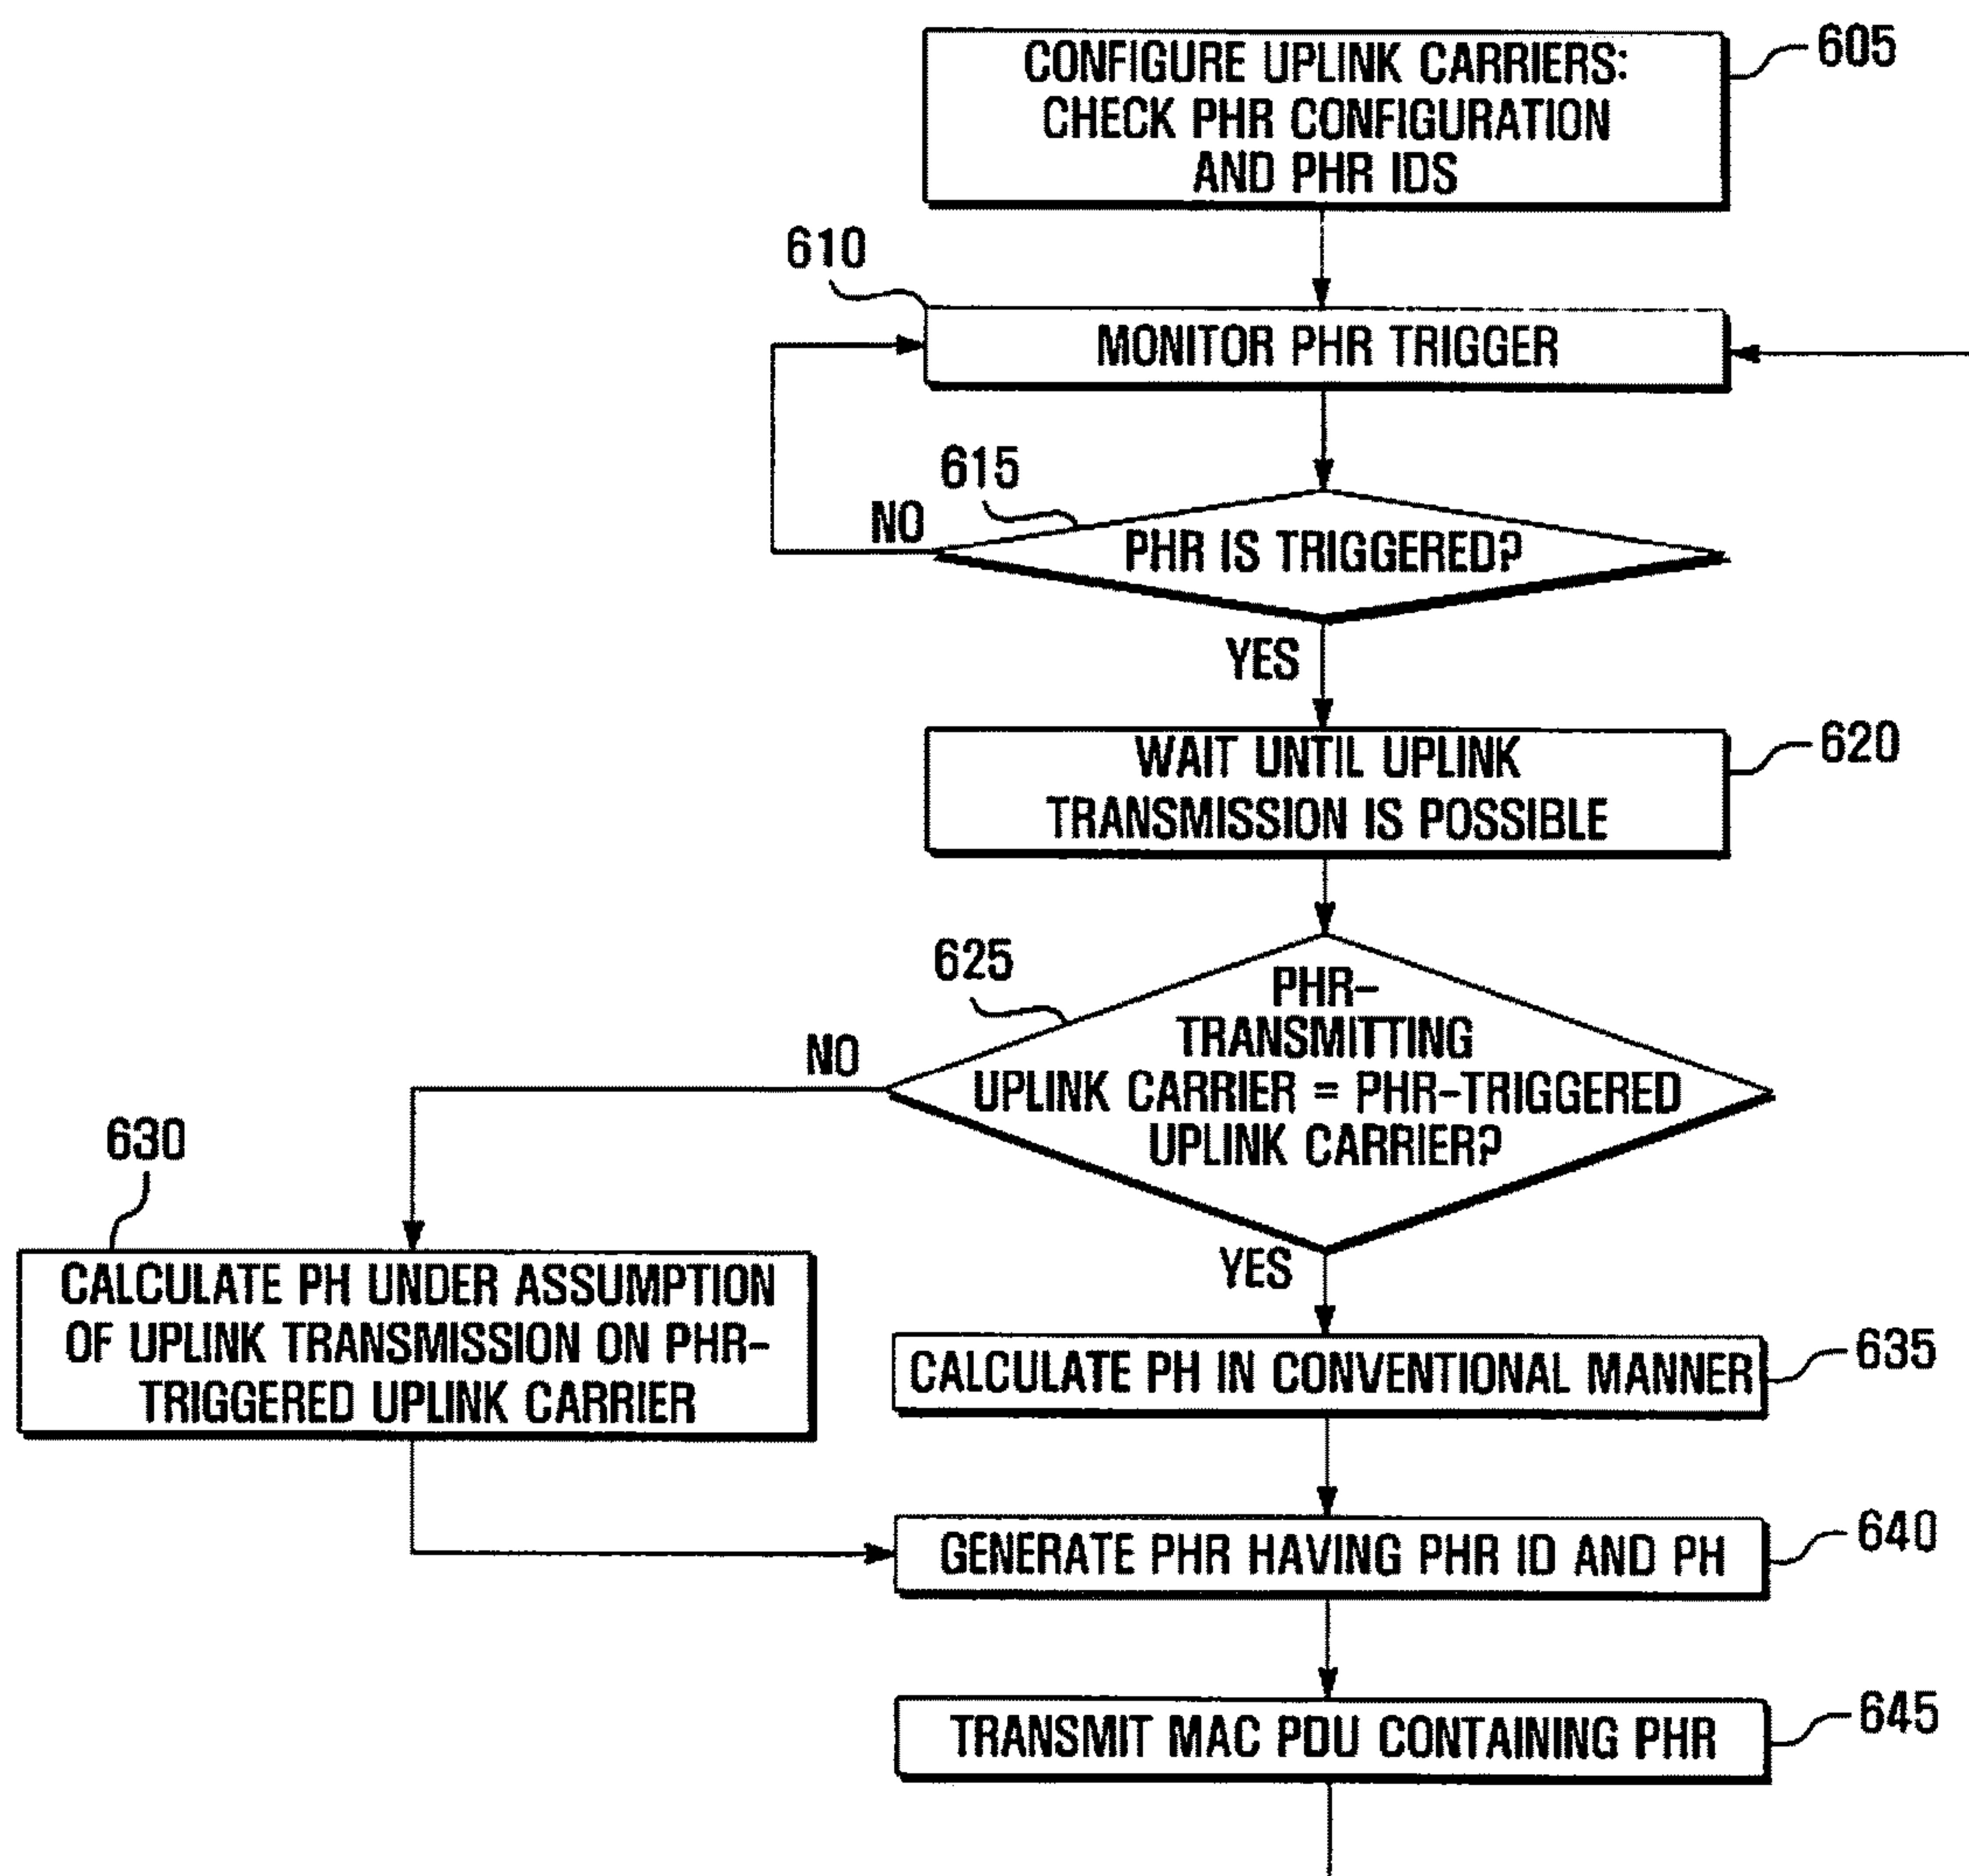 CONFIGURE UPLINK CARRIERS:
CHECK PHR CONFIGURATION
AND PHR IDS
605
610
MONITOR PHR TRIGGER
615
NO
PHR IS TRIGGERED?
YES
WAIT UNTIL UPLINK
TRANSMISSION IS POSSIBLE
620
625
PHR-
TRANSMITTING
UPLINK CARRIER = PHR-TRIGGERED
UPLINK CARRIER?
NO
YES
630
CALCULATE PH UNDER ASSUMPTION
OF UPLINK TRANSMISSION ON PHR-
TRIGGERED UPLINK CARRIER
CALCULATE PH IN CONVENTIONAL MANNER
635
GENERATE PHR HAVING PHR ID AND PH
640
TRANSMIT MAC PDU CONTAINING PHR
645